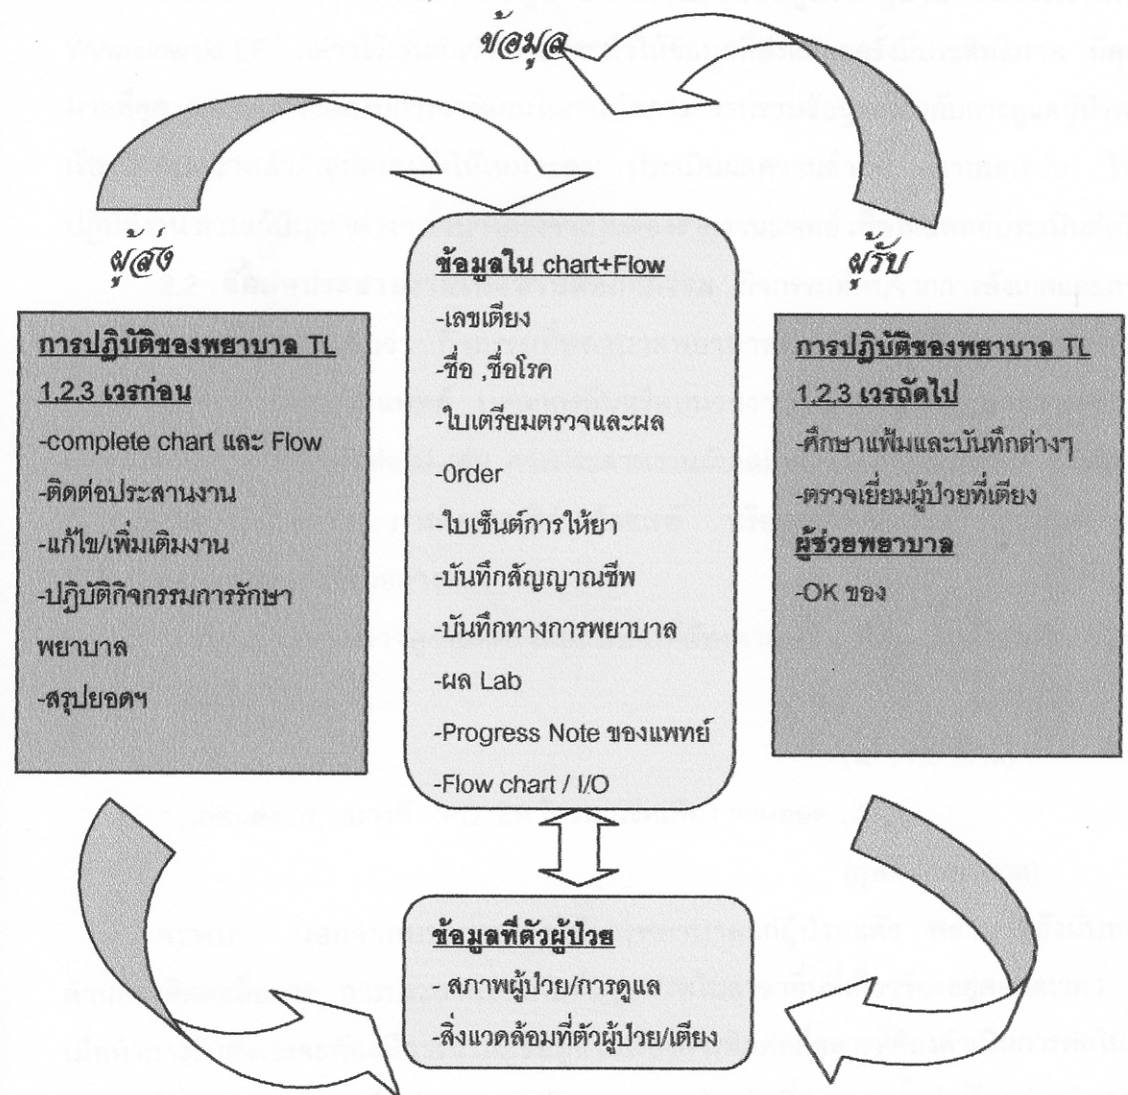 ข้อมูล
ผู้ส่ง
ผู้รับ
การปฏิบัติของพยาบาล TL
1,2,3 เวรก่อน
-complete chart และ Flow
-ติดต่อประสานงาน
-แก้ไข/เพิ่มเติมงาน
-ปฏิบัติกิจกรรมการรักษา
พยาบาล
-สรุปยอดฯ
ข้อมูลใน chart+Flow
-เลขเตียง
-ชื่อ ,ชื่อโรค
-ใบเตรียมตรวจและผล
-Order
-ใบเซ็นต์การให้ยา
-บันทึกสัญญาณชีพ
-บันทึกทางการพยาบาล
-ผล Lab
-Progress Note ของแพทย์
-Flow chart / I/O
การปฏิบัติของพยาบาล TL
1,2,3 เวรถัดไป
-ศึกษาแฟ้มและบันทึกต่างๆ
-ตรวจเยี่ยมผู้ป่วยที่เตียง
ผู้ช่วยพยาบาล
-OK ของ
ข้อมูลที่ตัวผู้ป่วย
- สภาพผู้ป่วย/การดูแล
-สิ่งแวดล้อมที่ตัวผู้ป่วย/เตียง